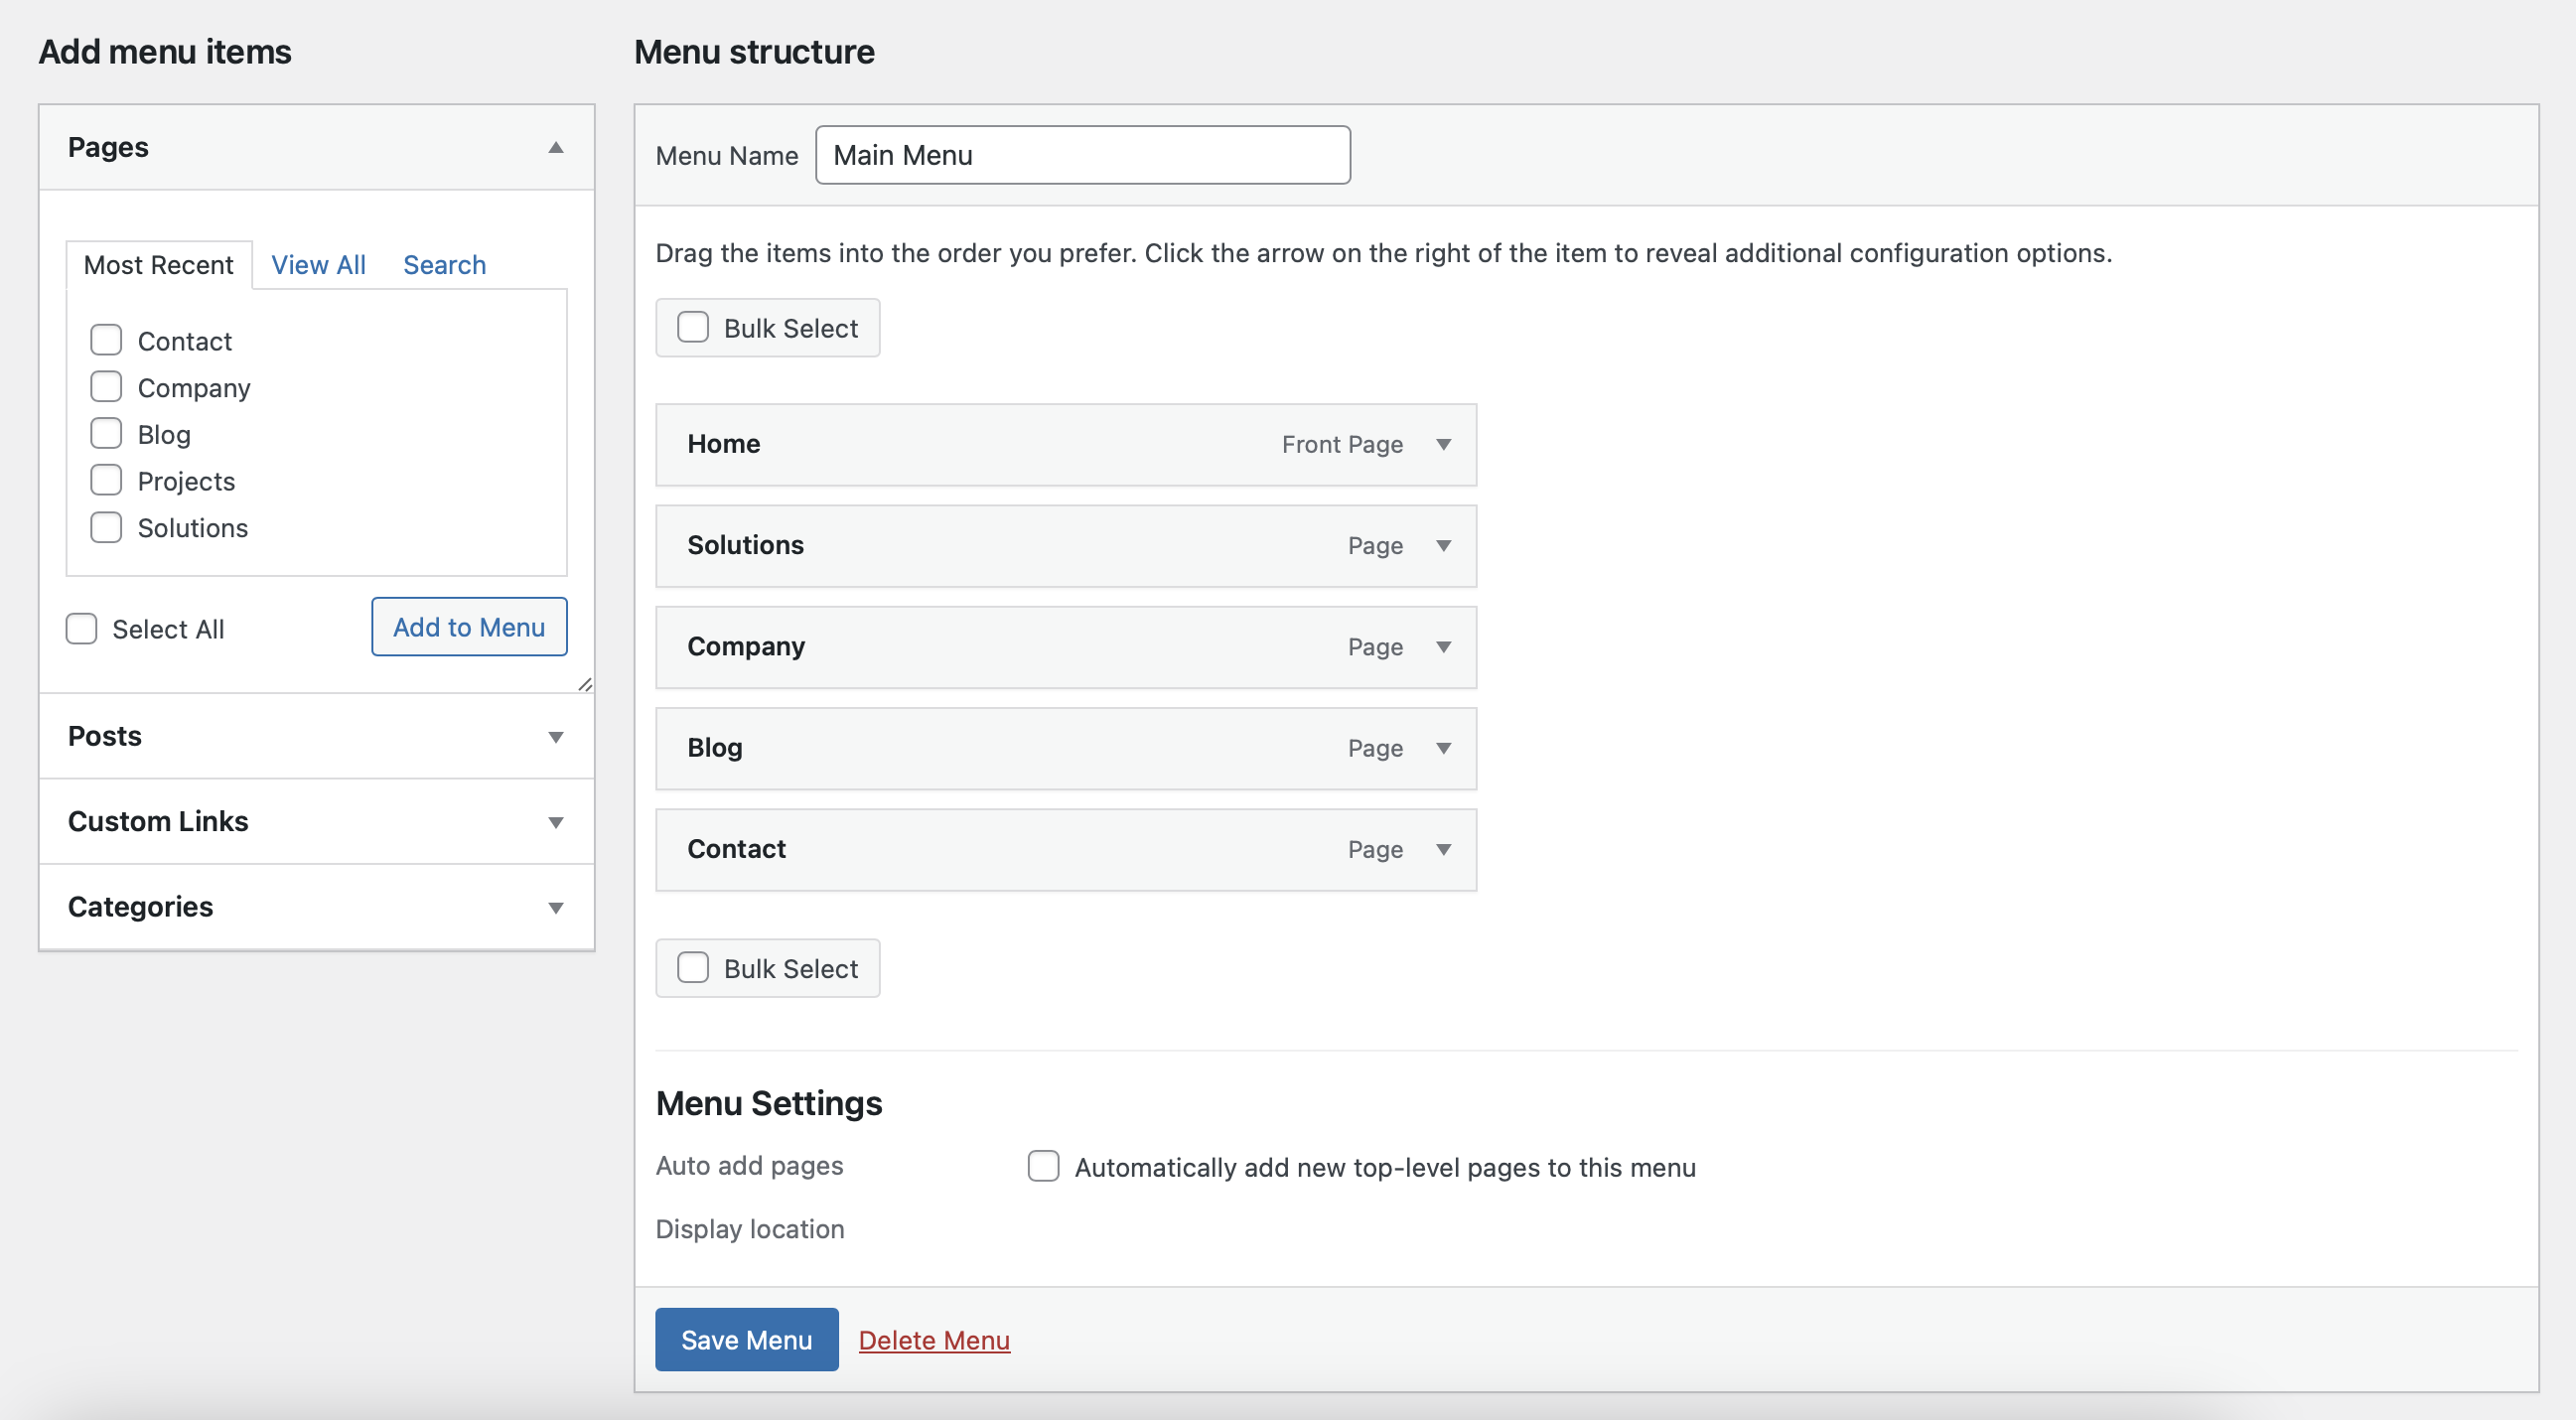 Add menu items
Pages
Most Recent View All Search
Contact
Company
Blog
Projects
Solutions
Select All Add to Menu
Posts
Custom Links
Categories
Menu structure
Menu Name Main Menu
Drag the items into the order you prefer. Click the arrow on the right of the item to reveal additional configuration options.
Bulk Select
Home Front Page
Solutions Page
Company Page
Blog Page
Contact Page
Bulk Select
Menu Settings
Auto add pages Automatically add new top-level pages to this menu
Display location
Save Menu Delete Menu